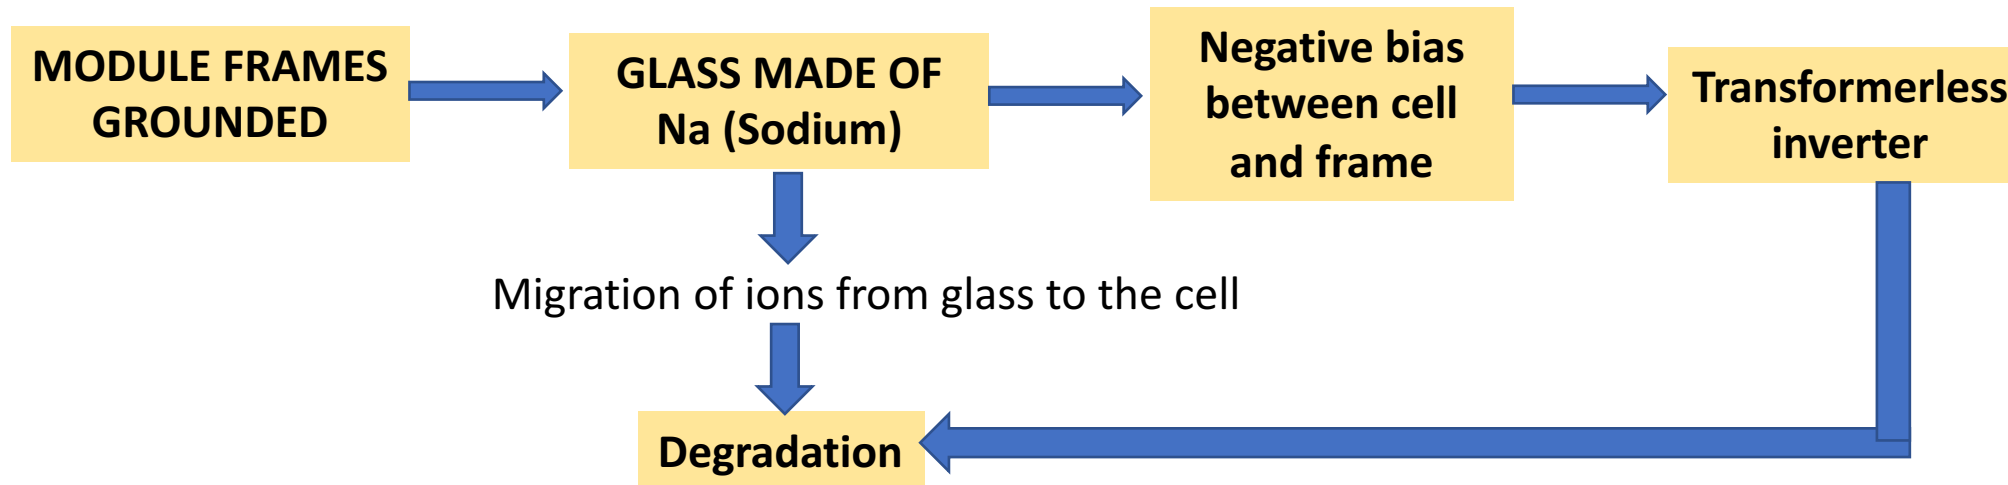 MODULE FRAMES
GROUNDED
GLASS MADE OF
Na (Sodium)
Negative bias
between cell
and frame
Transformerless
inverter
Migration of ions from glass to the cell
Degradation